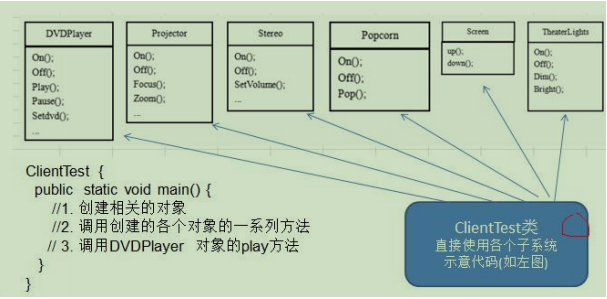 DVDPlayer
On();
Off();
Play();
Pause();
Setdvd();
...
Projector
On();
Off();
Focus();
Zoom();
...
Stereo
On();
Off();
SetVolume();
...
Popcorn
On();
Off();
Pop();
Screen
up();
down();
TheaterLights
On();
Off();
Dim();
Bright();
ClientTest {
public static void main() {
//1. 创建相关的对象
//2. 调用创建的各个对象的一系列方法
// 3. 调用DVDPlayer 对象的play方法
}
}
ClientTest类
直接使用各个子系统
示意代码(如左图)